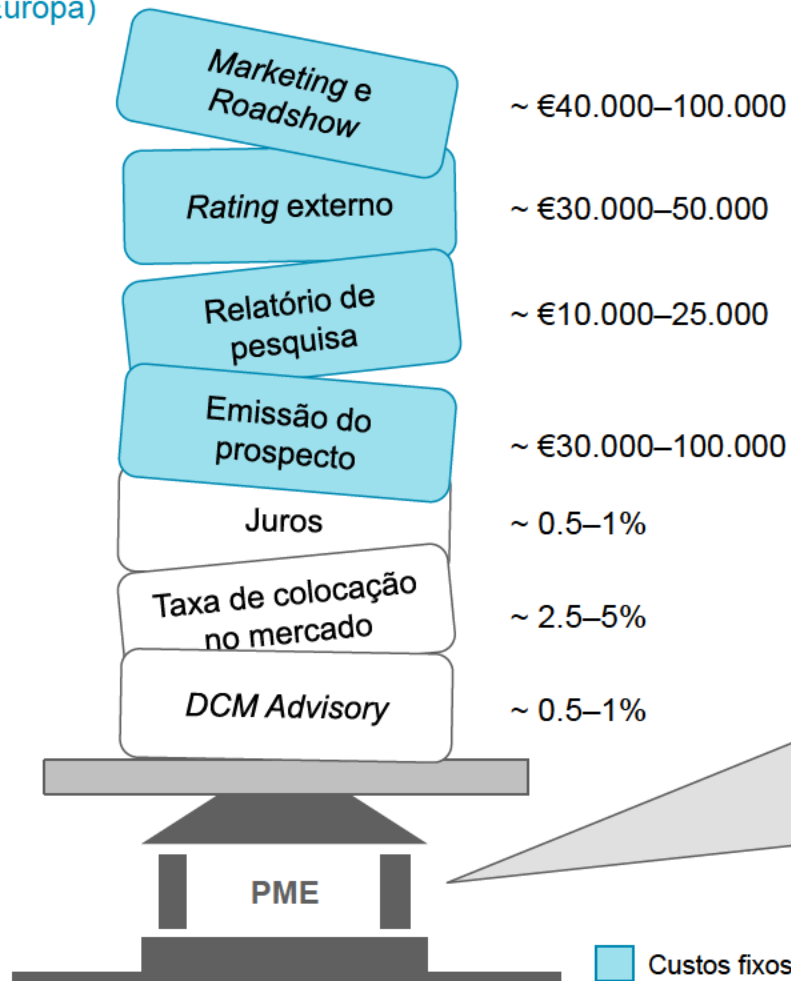 Europa)
Marketing e
Roadshow
~ €40.000–100.000
Rating externo
~ €30.000–50.000
Relatório de
pesquisa
~ €10.000–25.000
Emissão do
prospecto
~ €30.000–100.000
Juros
~ 0.5–1%
Taxa de colocação
no mercado
~ 2.5–5%
DCM Advisory
~ 0.5–1%
PME
Custos fixos